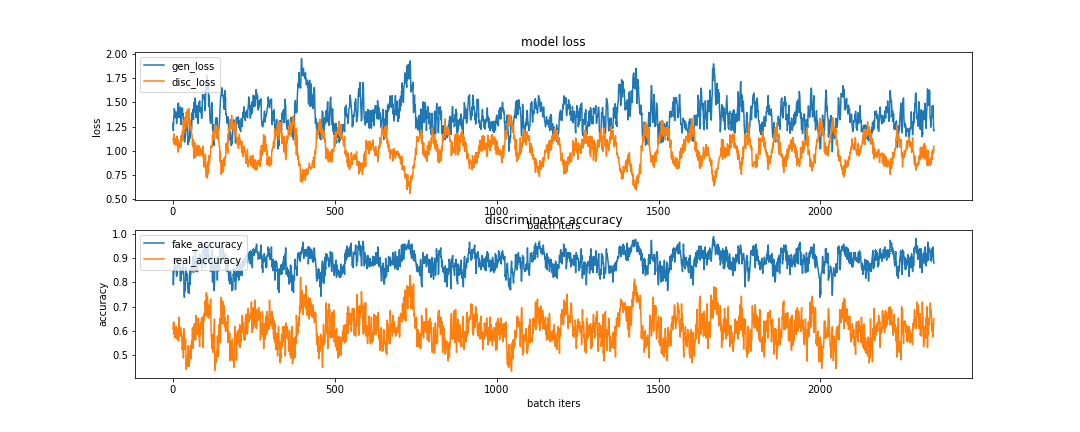 model loss
2.00
1.75
1.50
1.25
1.00
0.75
0.50
loss
gen_loss
disc_loss
0 500 1000 1500 2000
batch iters
discriminator accuracy
1.0
0.9
0.8
0.7
0.6
0.5
accuracy
fake_accuracy
real_accuracy
0 500 1000 1500 2000
batch iters